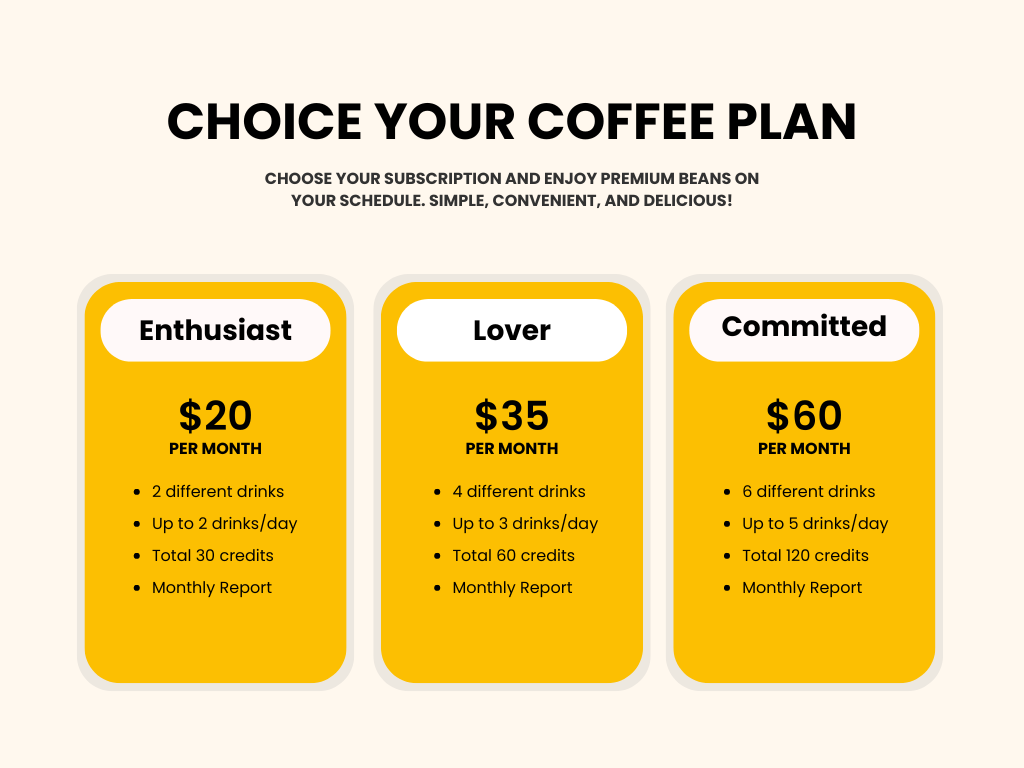 CHOICE YOUR COFFEE PLAN
CHOOSE YOUR SUBSCRIPTION AND ENJOY PREMIUM BEANS ON
YOUR SCHEDULE. SIMPLE, CONVENIENT, AND DELICIOUS!
Enthusiast
$20
PER MONTH
• 2 different drinks
• Up to 2 drinks/day
• Total 30 credits
• Monthly Report
Lover
$35
PER MONTH
• 4 different drinks
• Up to 3 drinks/day
• Total 60 credits
• Monthly Report
Committed
$60
PER MONTH
• 6 different drinks
• Up to 5 drinks/day
• Total 120 credits
• Monthly Report